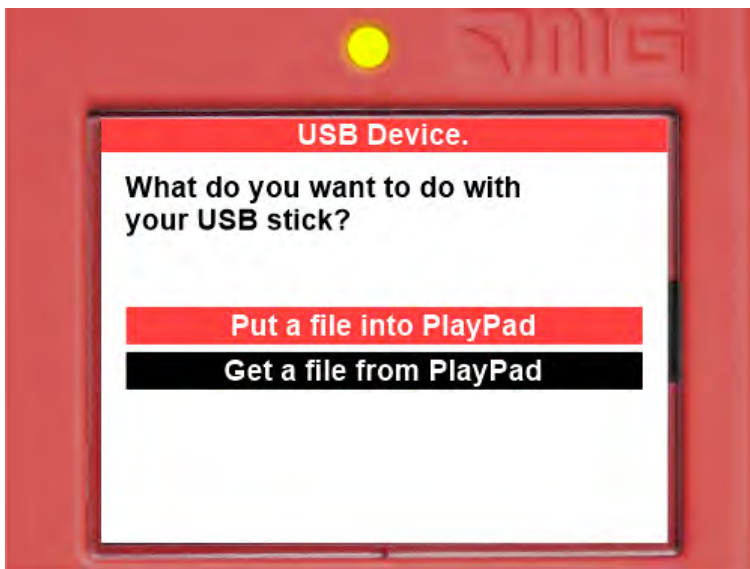 USB Device.
What do you want to do with
your USB stick?
Put a file into PlayPad
Get a file from PlayPad